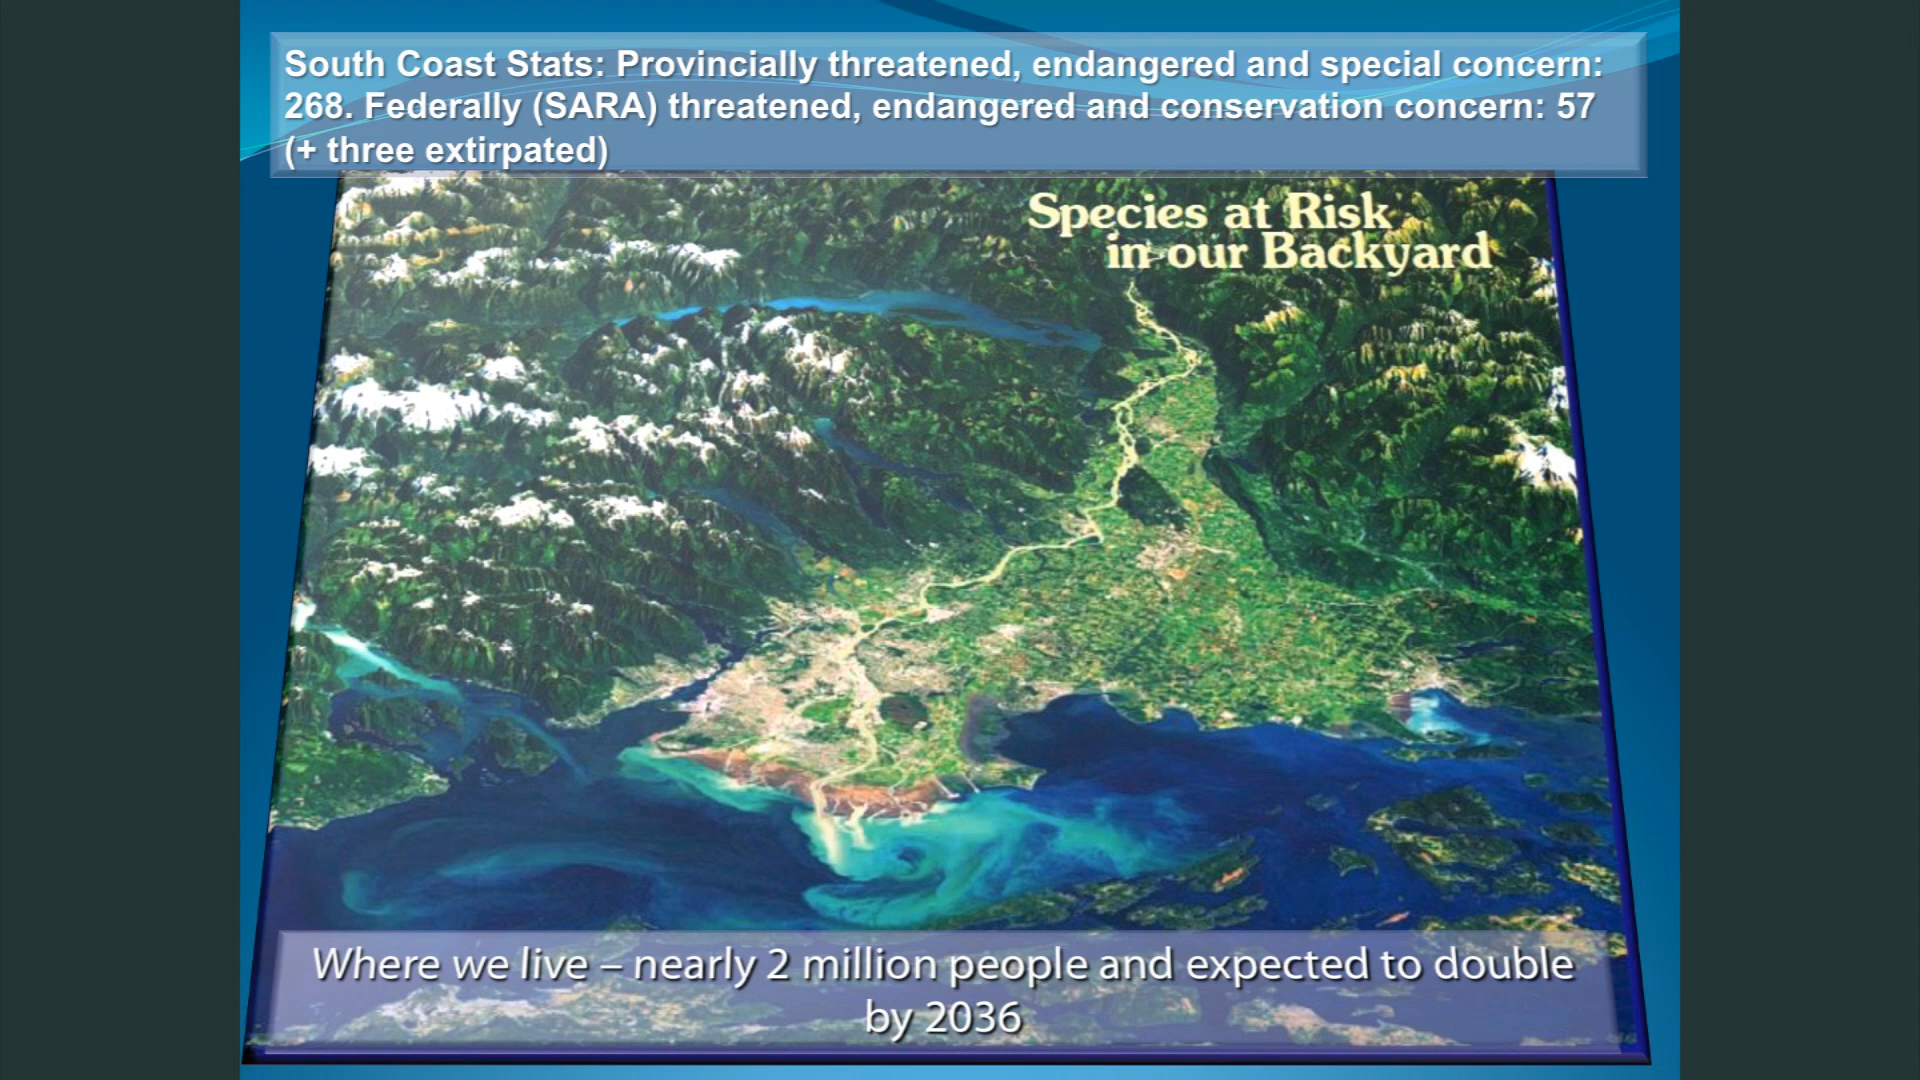 South Coast Stats: Provincially threatened, endangered and special concern:
268. Federally (SARA) threatened, endangered and conservation concern: 57
(+ three extirpated)
Species at Risk
in our Backyard
Where we live – nearly 2 million people and expected to double
by 2036